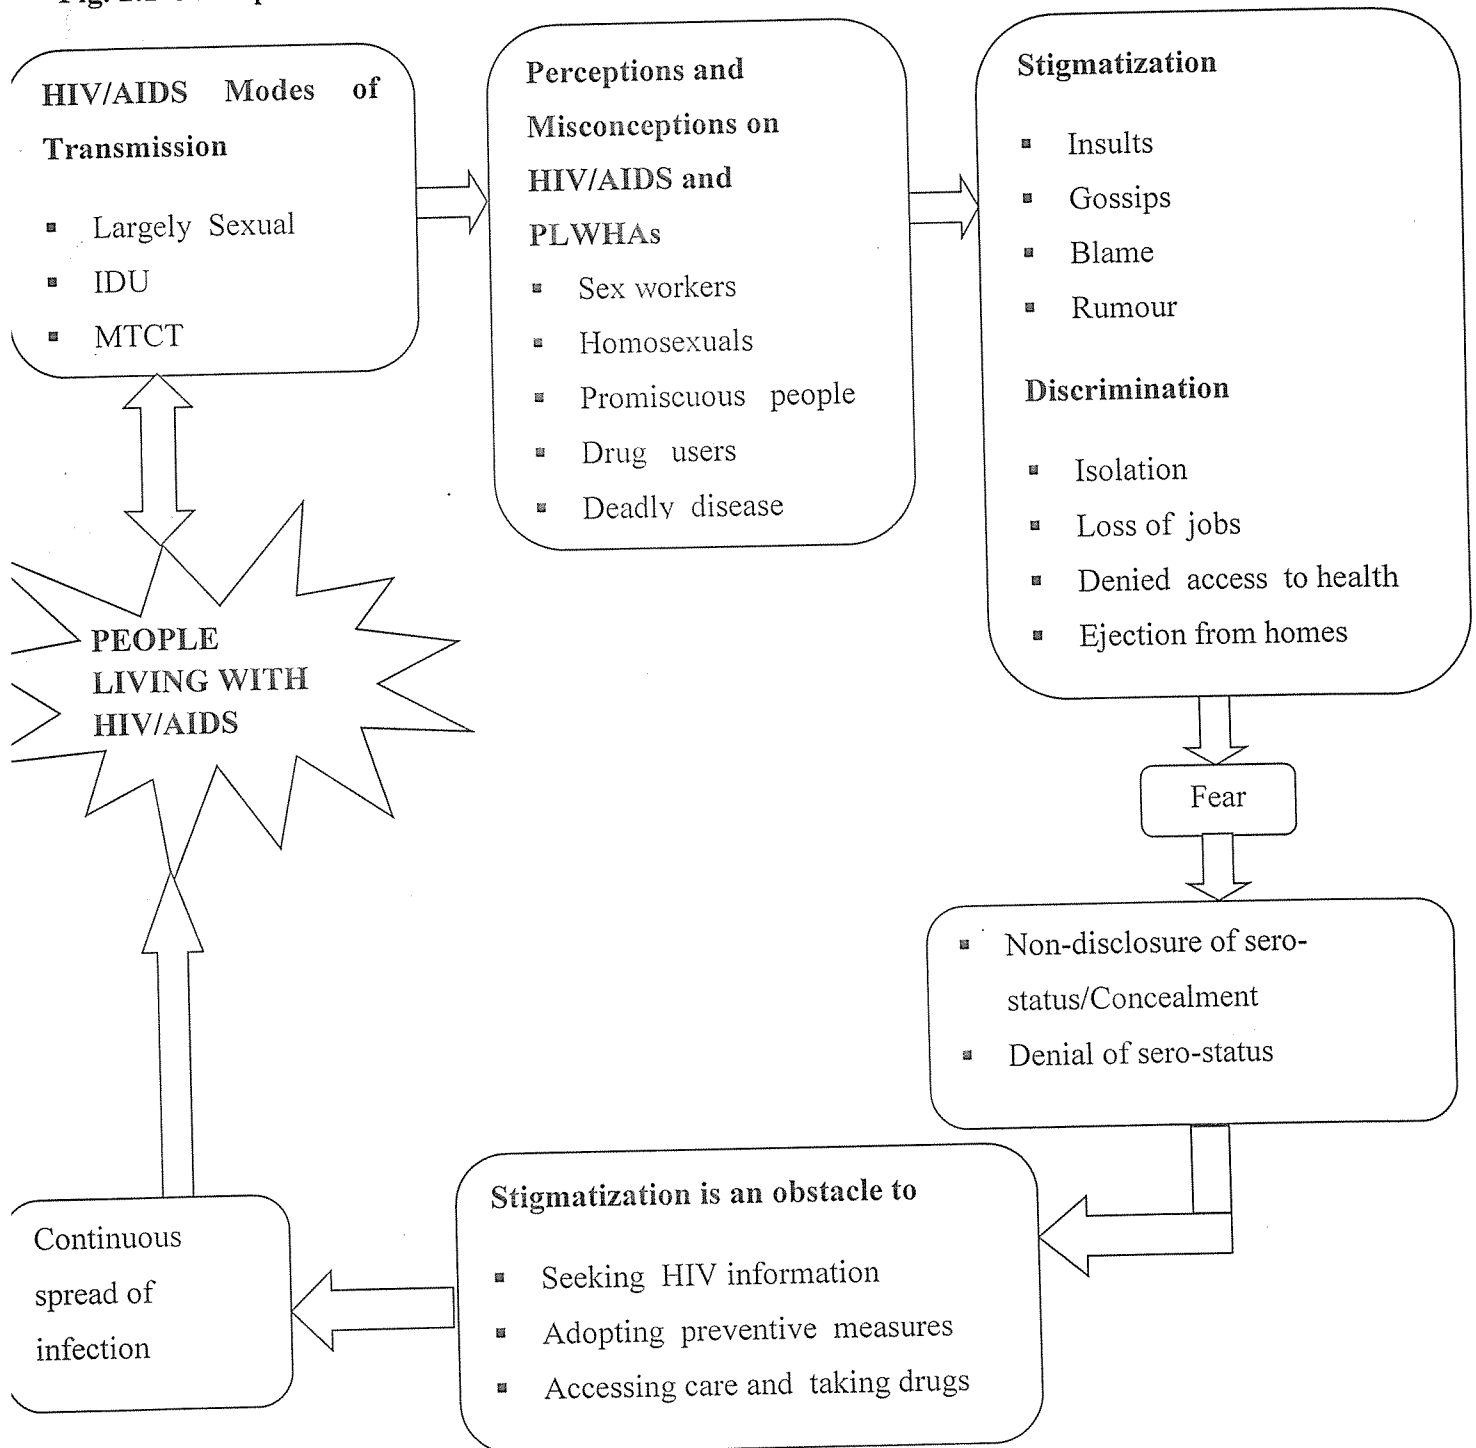 HIV/AIDS Modes of
Transmission
▪ Largely Sexual
▪ IDU
▪ MTCT
Perceptions and
Misconceptions on
HIV/AIDS and
PLWHAs
▪ Sex workers
▪ Homosexuals
▪ Promiscuous people
▪ Drug users
▪ Deadly disease
Stigmatization
▪ Insults
▪ Gossips
▪ Blame
▪ Rumour
Discrimination
▪ Isolation
▪ Loss of jobs
▪ Denied access to health
▪ Ejection from homes
Fear
▪ Non-disclosure of sero-
status/Concealment
▪ Denial of sero-status
Stigmatization is an obstacle to
▪ Seeking HIV information
▪ Adopting preventive measures
▪ Accessing care and taking drugs
Continuous
spread of
infection
PEOPLE
LIVING WITH
HIV/AIDS